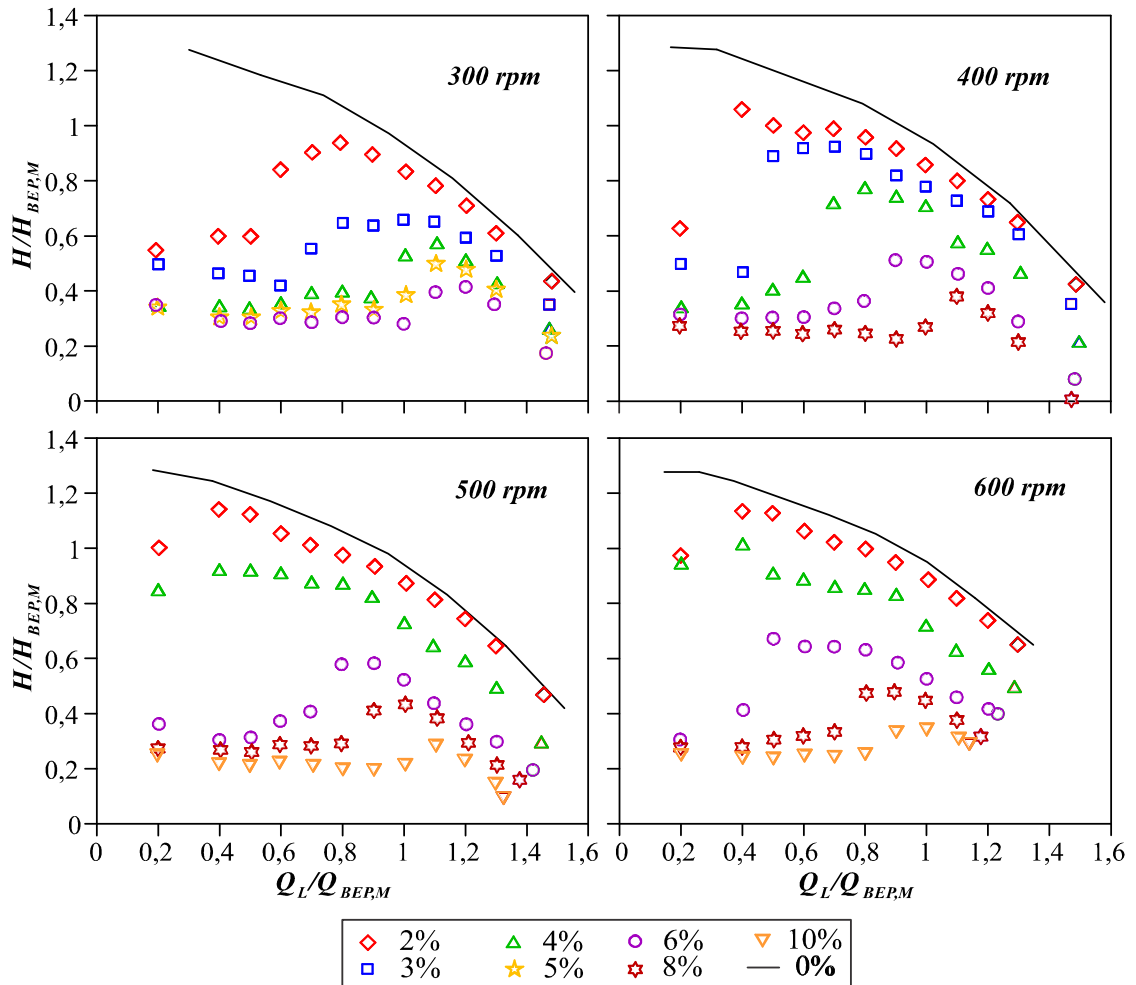 1,4
1,2
1
0,8
0,6
0,4
0,2
0
H/H_BEP,M
300 rpm
400 rpm
1,4
1,2
1
0,8
0,6
0,4
0,2
0
H/H_BEP,M
500 rpm
600 rpm
0 0,2 0,4 0,6 0,8 1 1,2 1,4 1,6
0 0,2 0,4 0,6 0,8 1 1,2 1,4 1,6
Q_L/Q_BEP,M
Q_L/Q_BEP,M
2% 4% 6% 10%
3% 5% 8% 0%